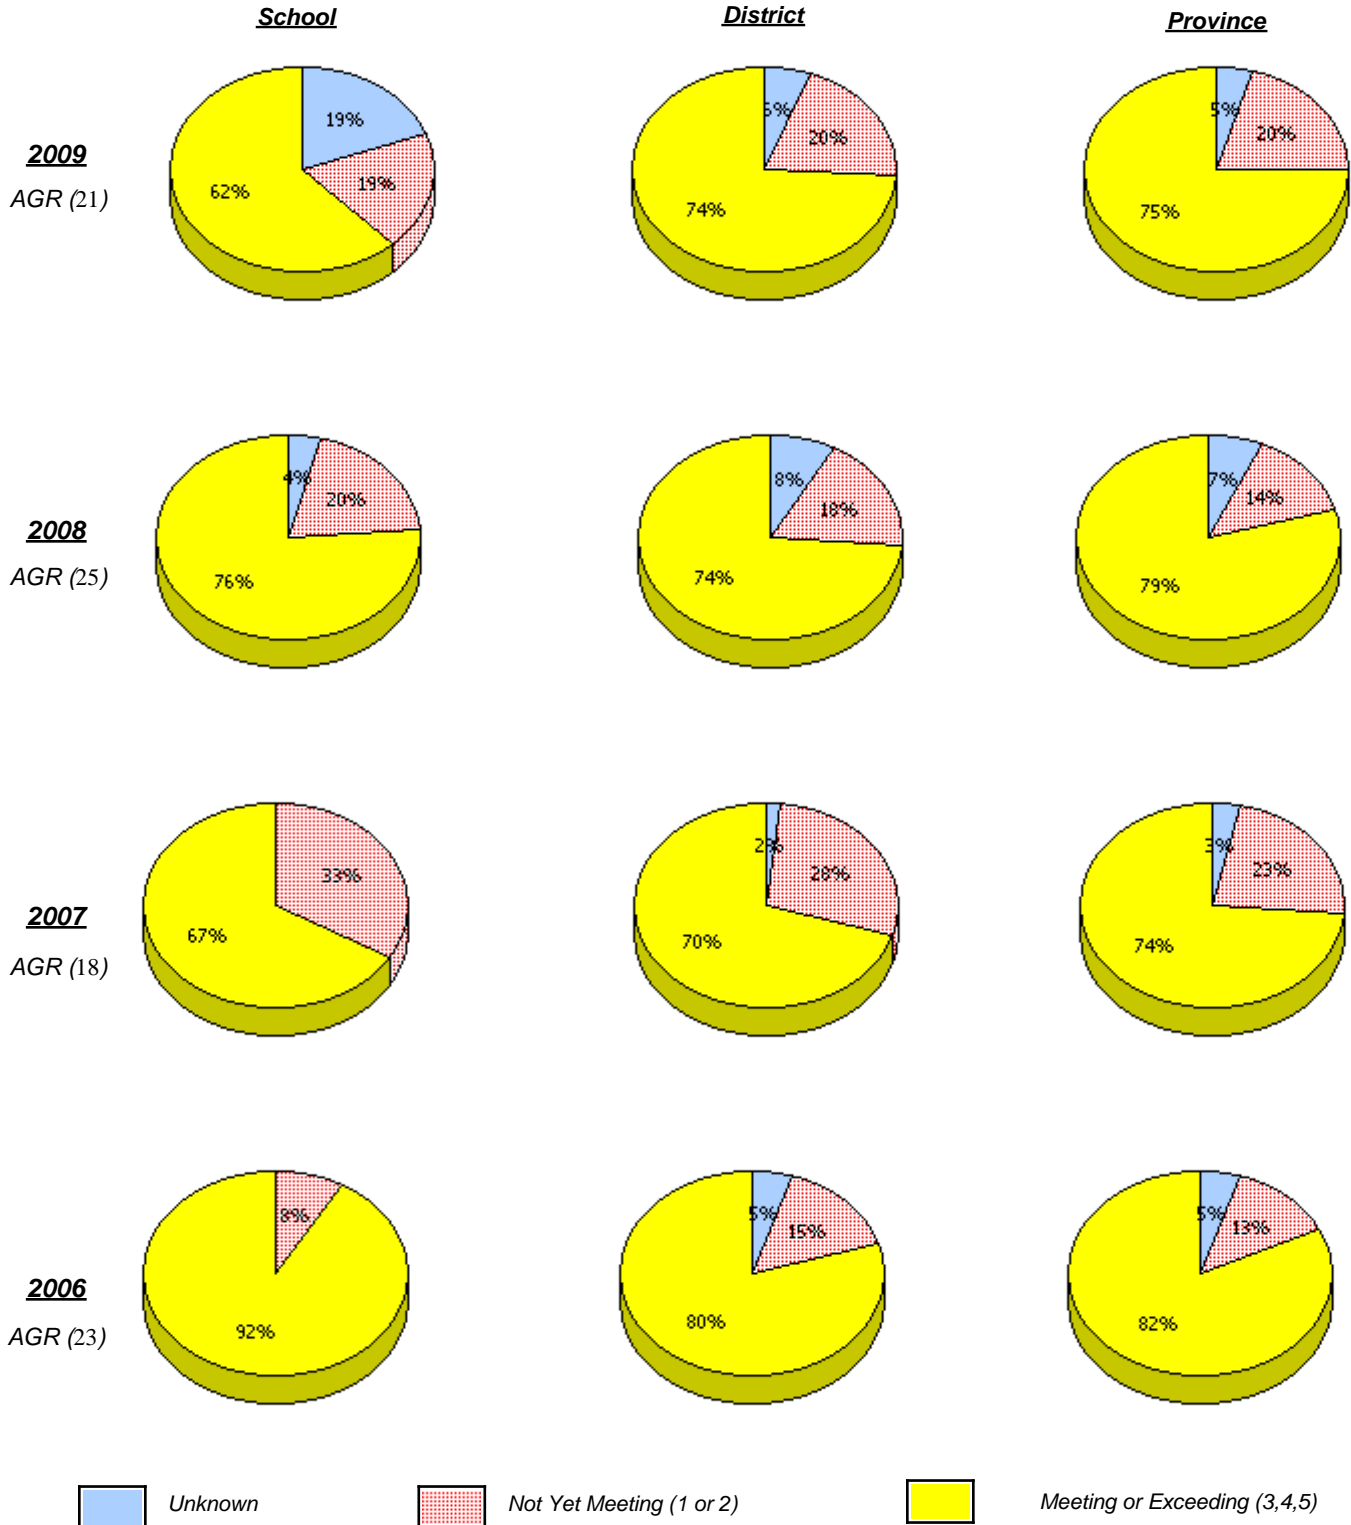 School District Province
19% 20% 5% 20%
2009 19%
AGR (21) 62% 74% 75%
4% 20% 8% 18% 7% 14%
2008
AGR (25) 76% 74% 79%
33% 2% 28% 3% 23%
2007 67% 70% 74%
AGR (18)
8% 5% 15% 5% 13%
2006
AGR (23) 92% 80% 82%
Unknown Not Yet Meeting (1 or 2) Meeting or Exceeding (3,4,5)